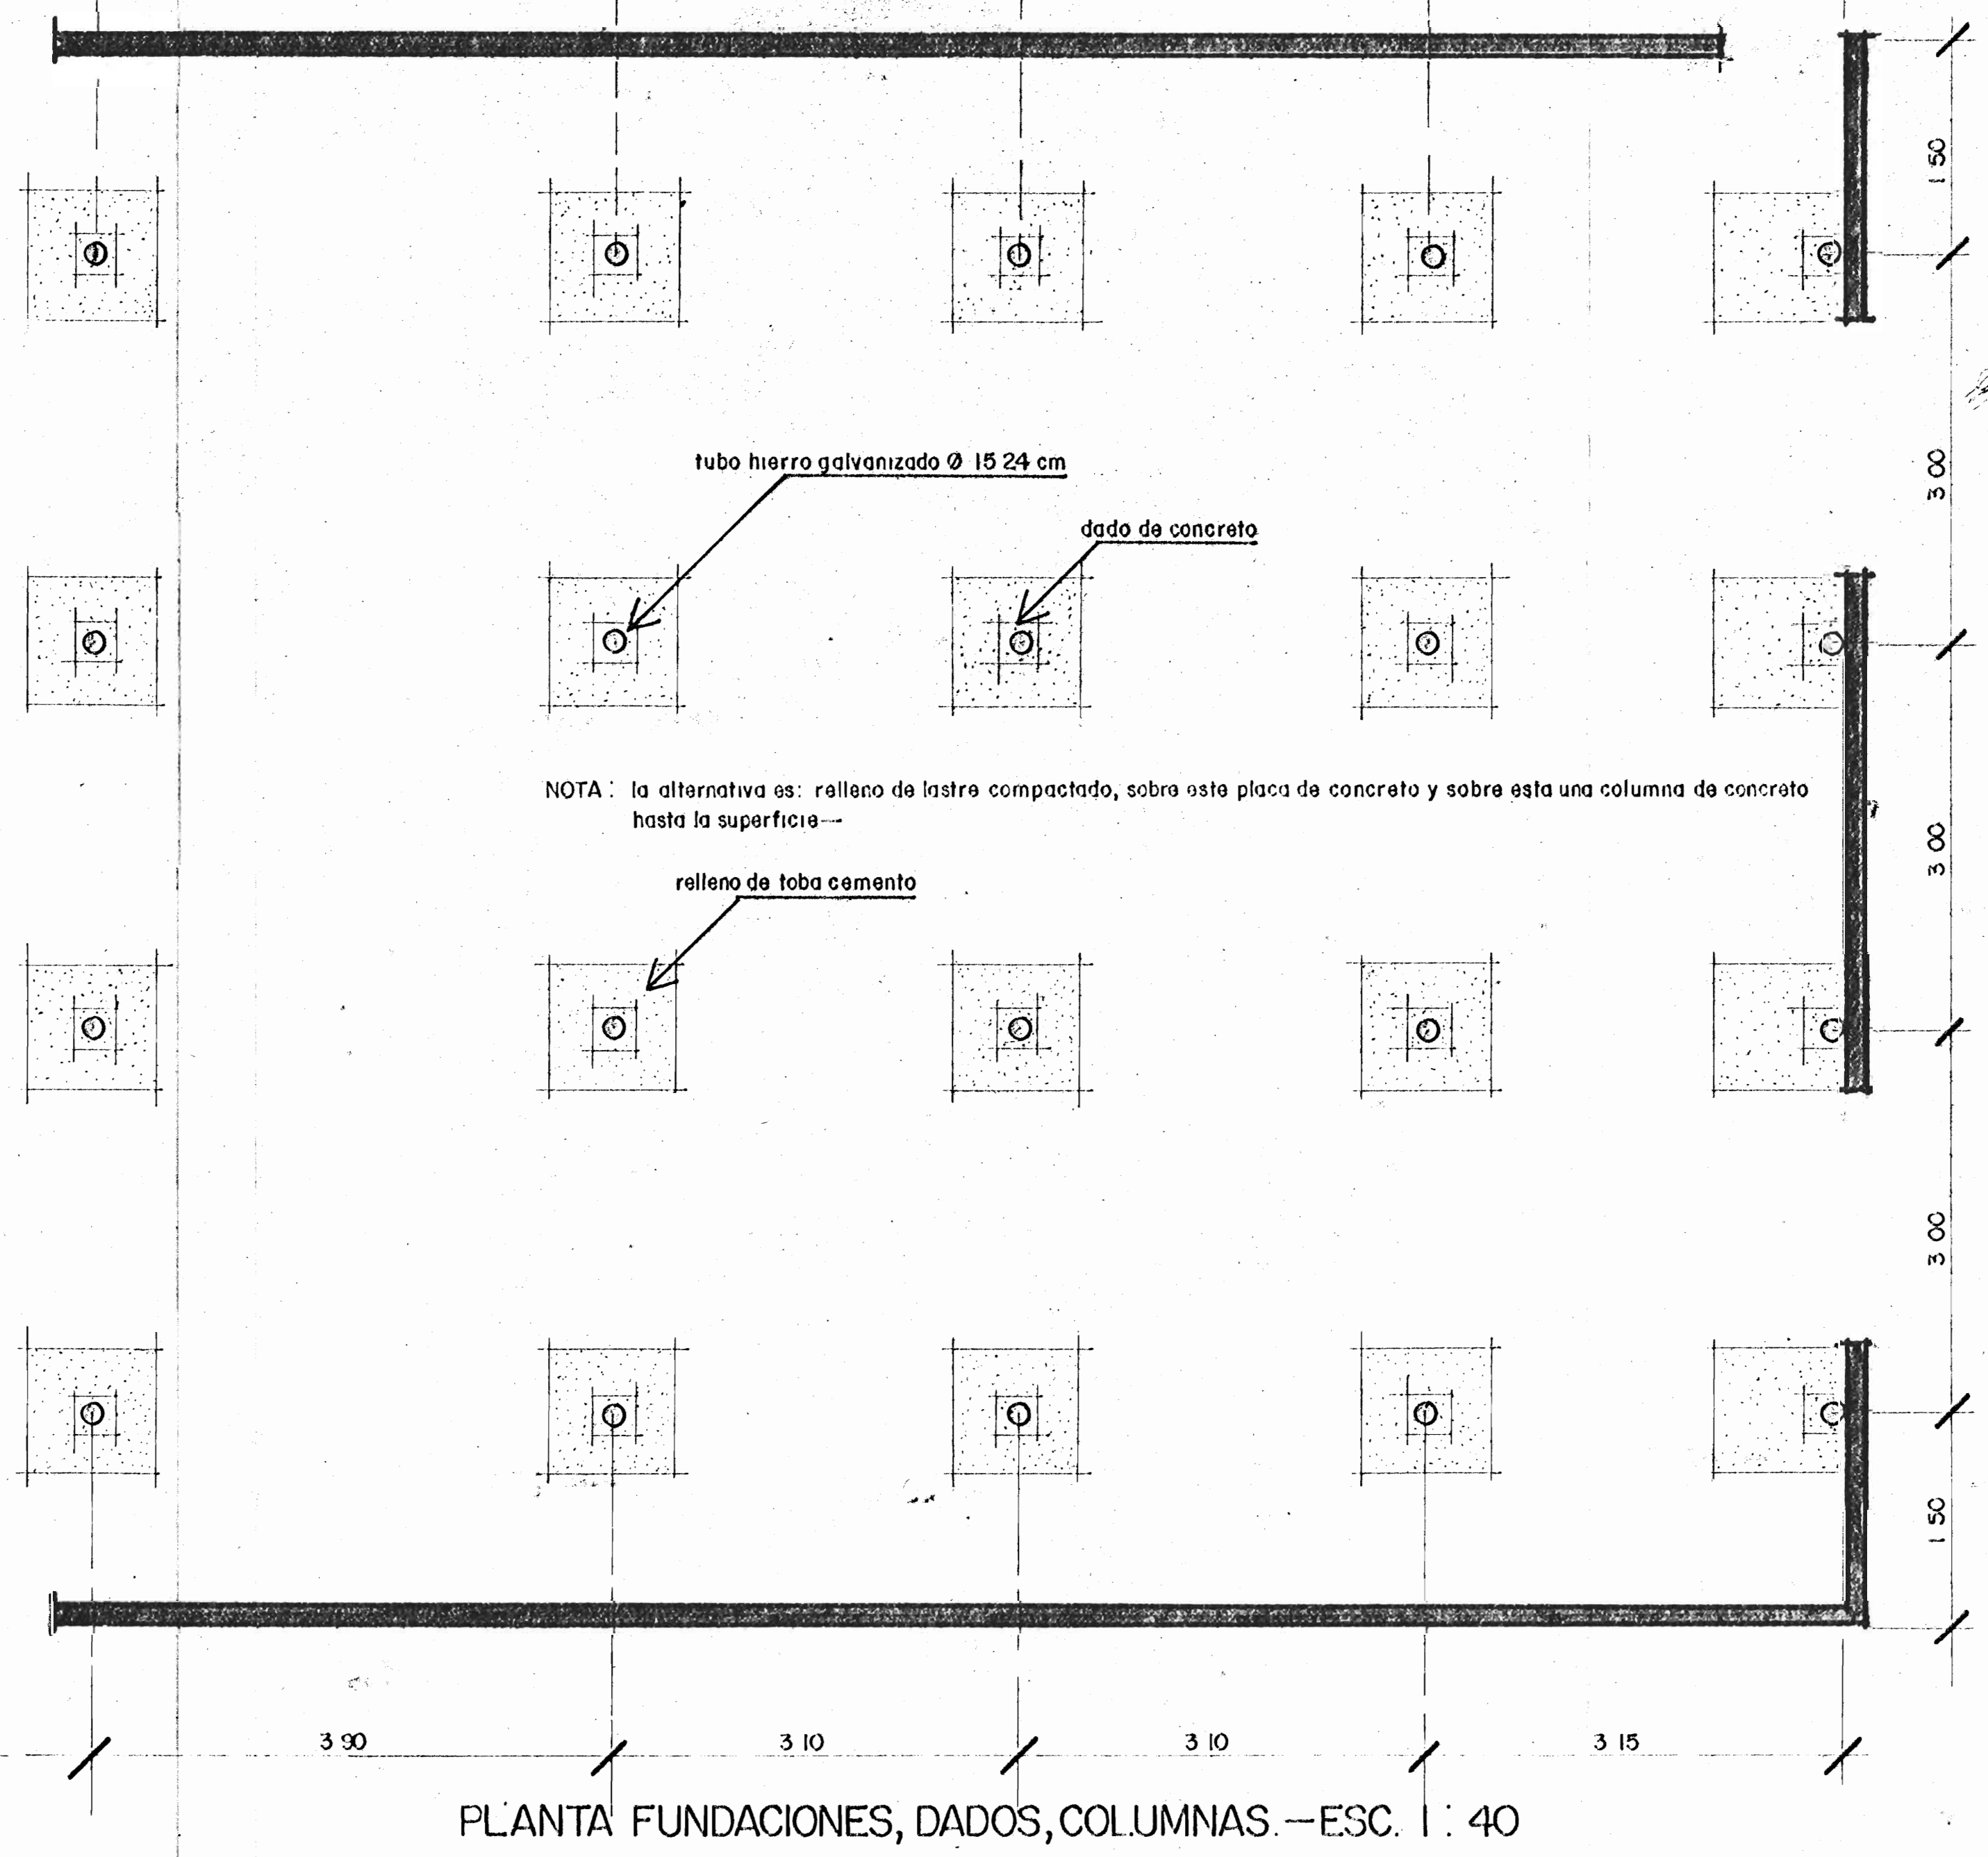 1 50
tubo hierro galvanizado Ø 15 24 cm
3 00
dado de concreto
NOTA : la alternativa es: relleno de lastre compactado, sobre este placa de concreto y sobre esta una columna de concreto
hasta la superficie—
3 00
relleno de toba cemento
3 00
1 50
3 90 3 10 3 10 3 15
PLANTA FUNDACIONES, DADOS, COLUMNAS.—ESC. 1 : 40